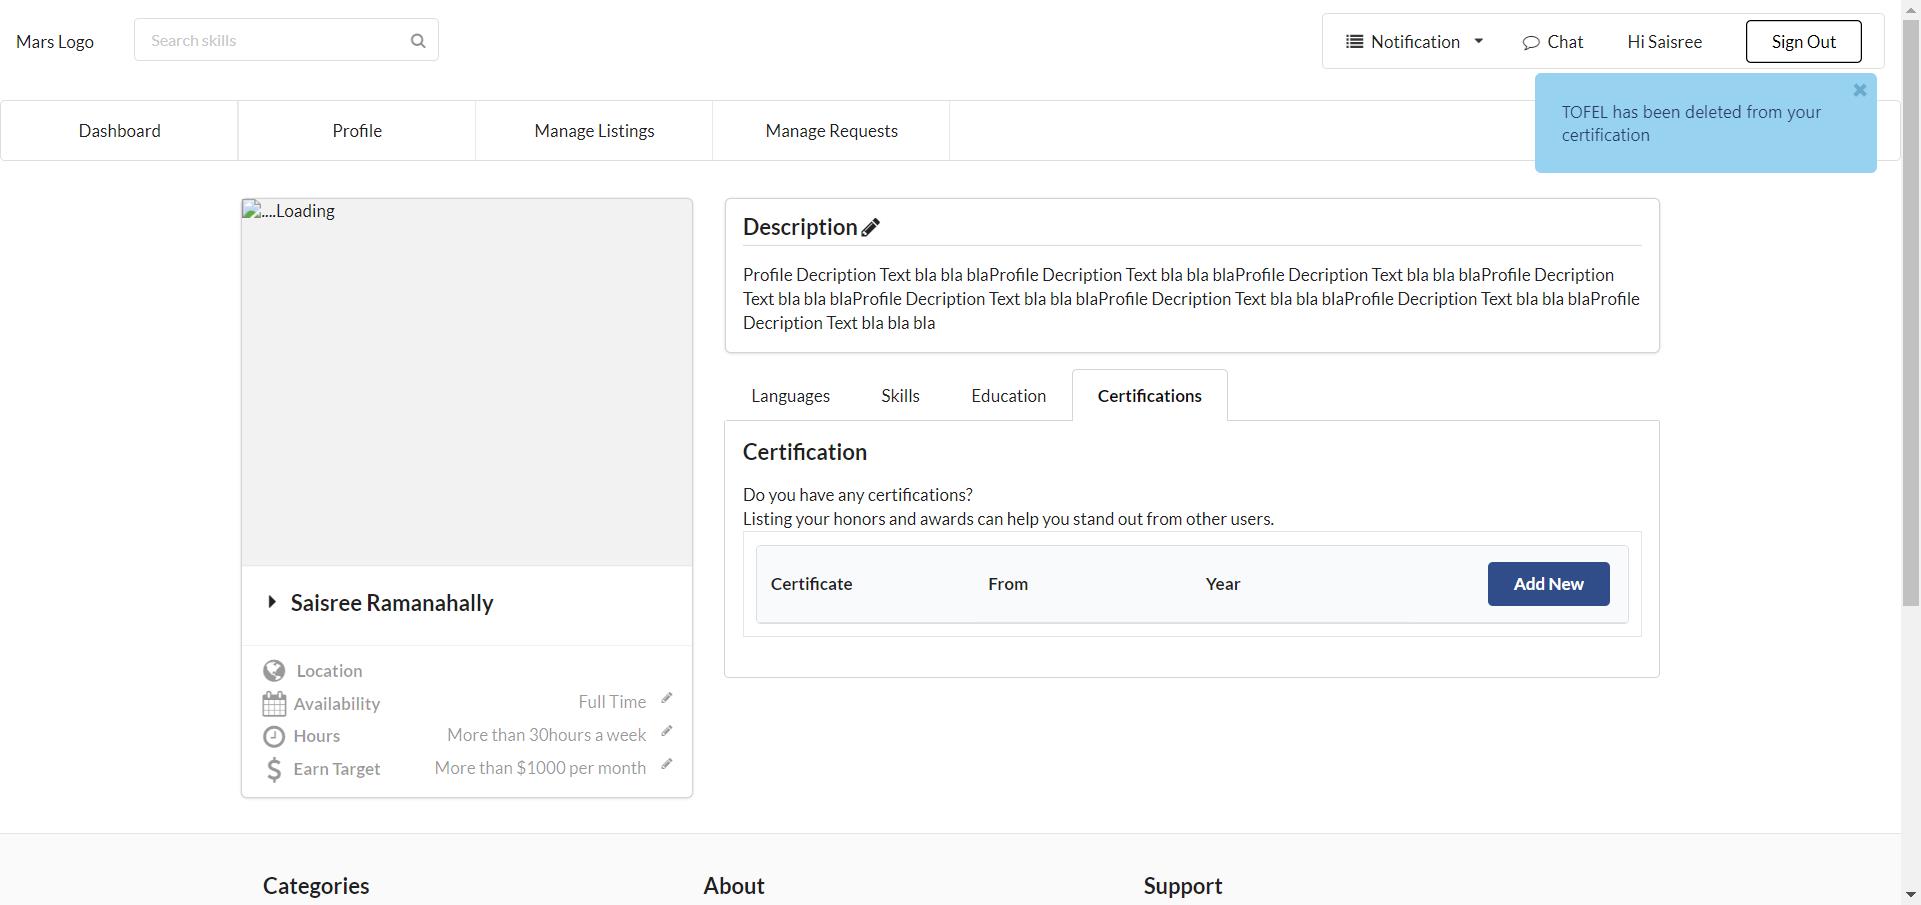 Mars Logo
Search skills
Notification
Chat
Hi Saisree
Sign Out
TOFEL has been deleted from your
certification
Dashboard
Profile
Manage Listings
Manage Requests
....Loading
Saisree Ramanahally
Location
Availability
Full Time
Hours
More than 30hours a week
Earn Target
More than $1000 per month
Description
Profile Decription Text bla bla blaProfile Decription Text bla bla blaProfile Decription Text bla bla blaProfile Decription
Text bla bla blaProfile Decription Text bla bla blaProfile Decription Text bla bla blaProfile Decription Text bla bla blaProfile
Decription Text bla bla bla
Languages
Skills
Education
Certifications
Certification
Do you have any certifications?
Listing your honors and awards can help you stand out from other users.
Certificate
From
Year
Add New
Categories
About
Support